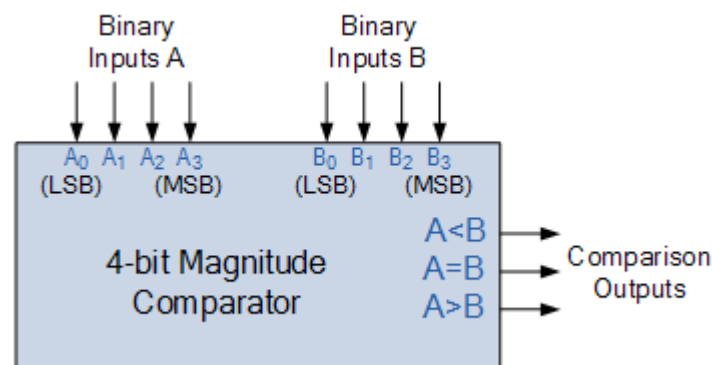 Binary
Inputs A
Binary
Inputs B
A₀ A₁ A₂ A₃
B₀ B₁ B₂ B₃
(LSB) (MSB)
(LSB) (MSB)
4-bit Magnitude
Comparator
A<B
A=B
A>B
Comparison
Outputs